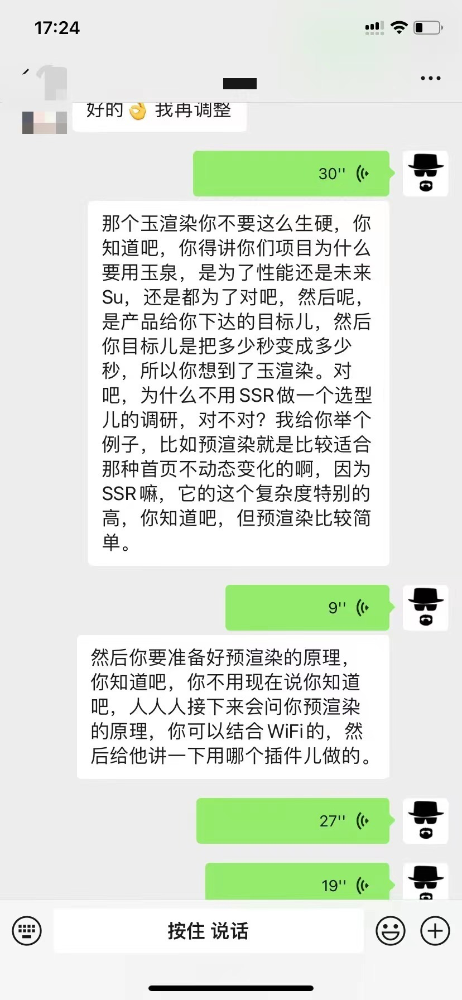 17:24
好的👌 我再调整
30''
那个玉渲染你不要这么生硬，你
知道吧，你得讲你们项目为什么
要用玉泉，是为了性能还是未来
Su，还是都为了对吧，然后呢，
是产品给你下达的目标儿，然后
你目标儿是把多少秒变成多少
秒，所以你想到了玉渲染。对
吧，为什么不用SSR做一个选型
儿的调研，对不对？我给你举个
例子，比如预渲染就是比较适合
那种首页不动态变化的啊，因为
SSR嘛，它的这个复杂度特别的
高，你知道吧，但预渲染比较简
单。
9''
然后你要准备好预渲染的原理，
你知道吧，你不用现在说你知道
吧，人人人接下来会问你预渲染
的原理，你可以结合WiFi的，然
后给他讲一下用哪个插件儿做的。
27''
19''
按住 说话